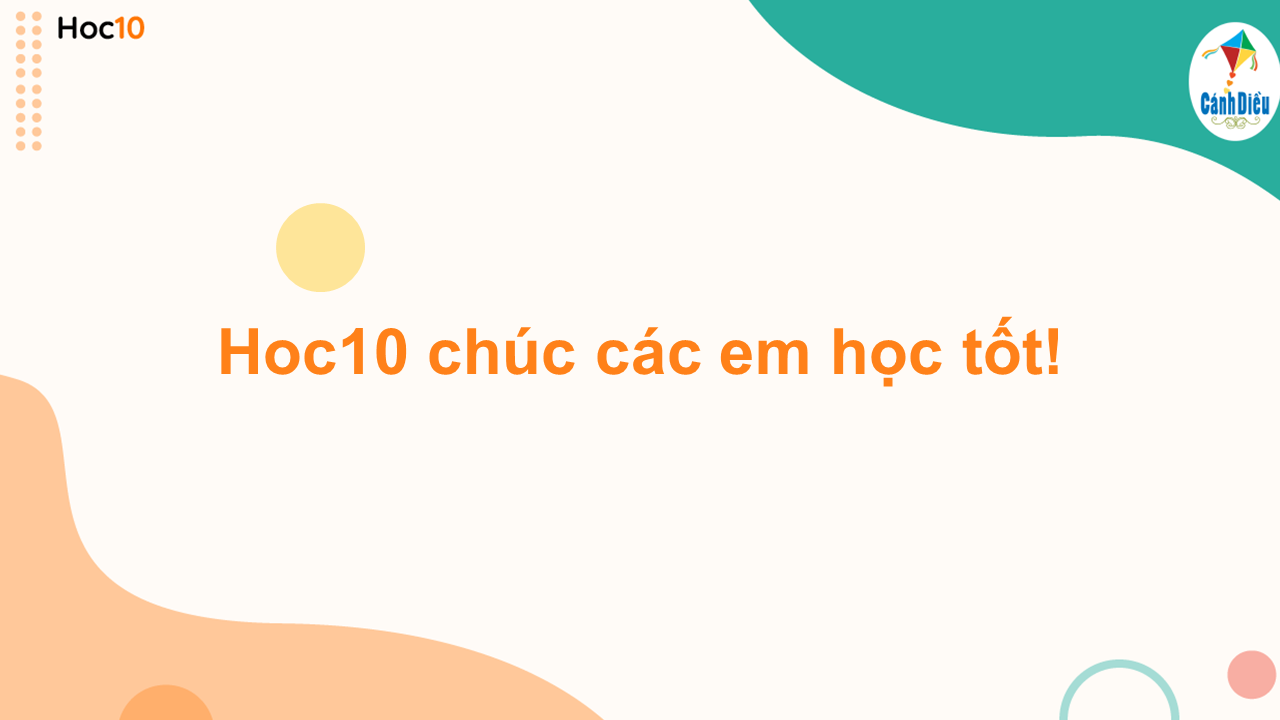 Hoc10
Cánh Diều
Hoc10 chúc các em học tốt!